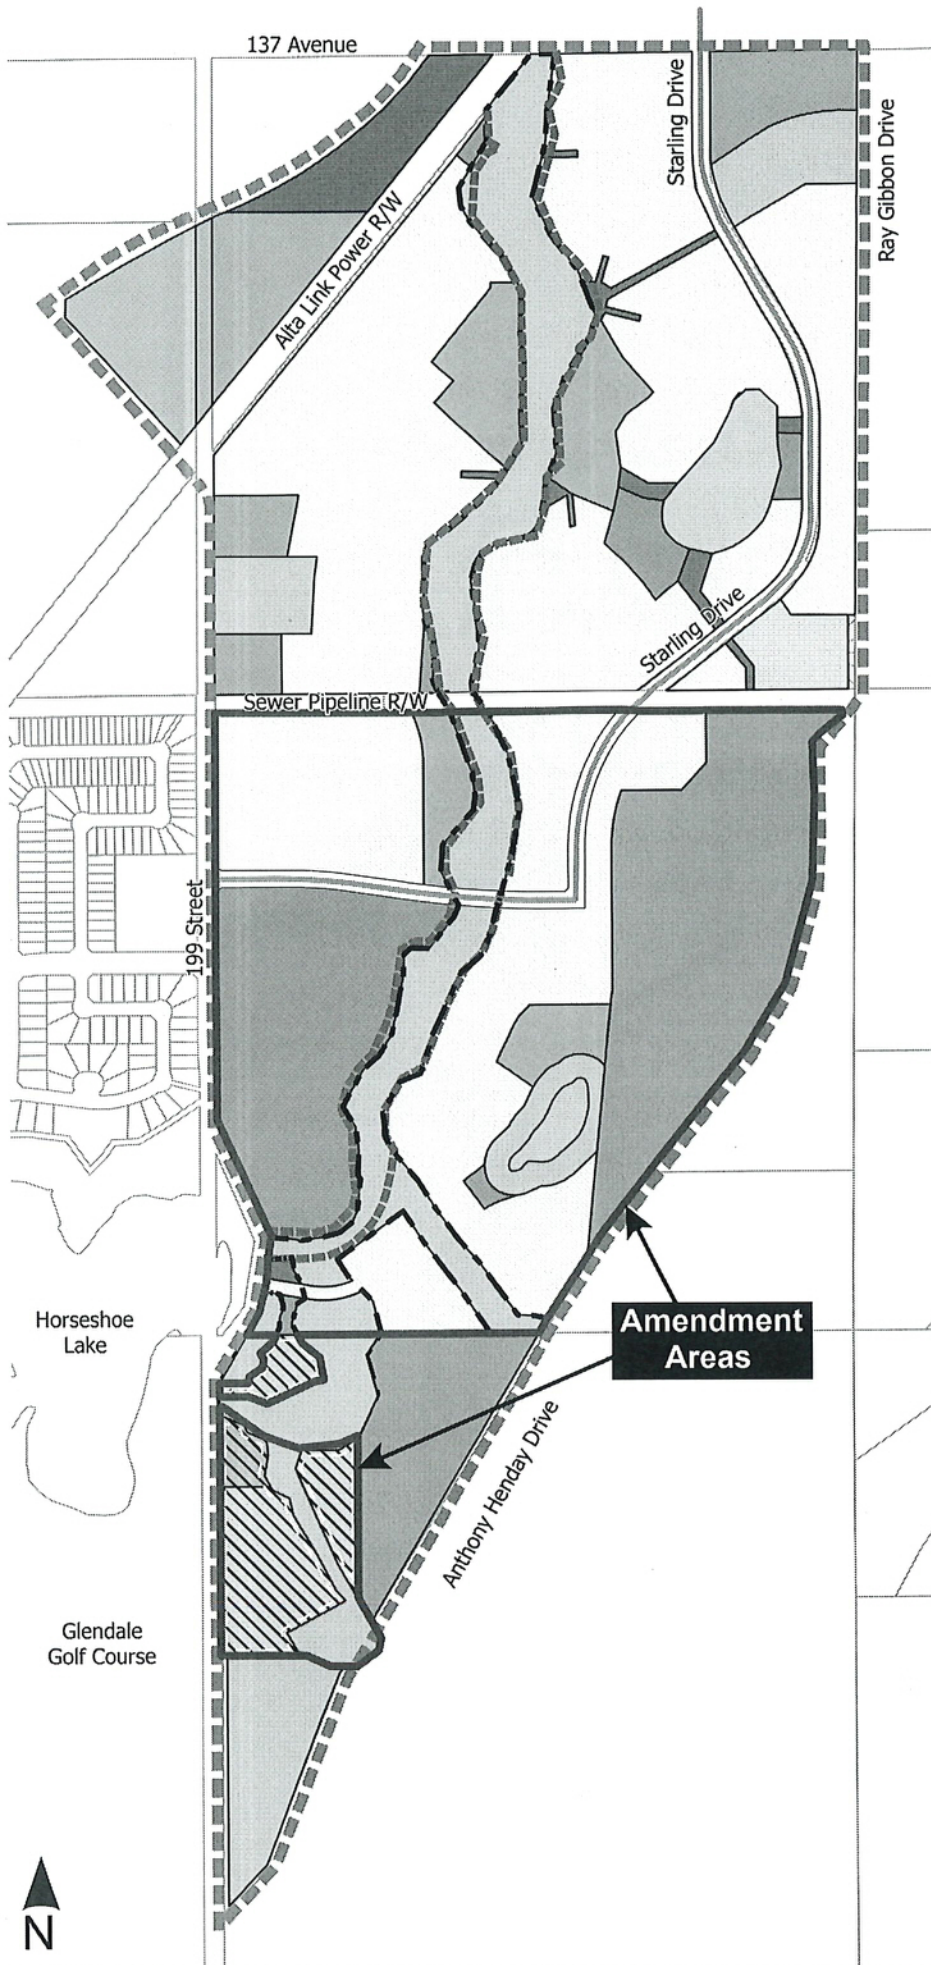 137 Avenue
Starling Drive
Ray Gibbon Drive
Alta Link Power R/W
Starling Drive
Sewer Pipeline R/W
199 Street
Horseshoe
Lake
Amendment
Areas
Anthony Henday Drive
Glendale
Golf Course
N